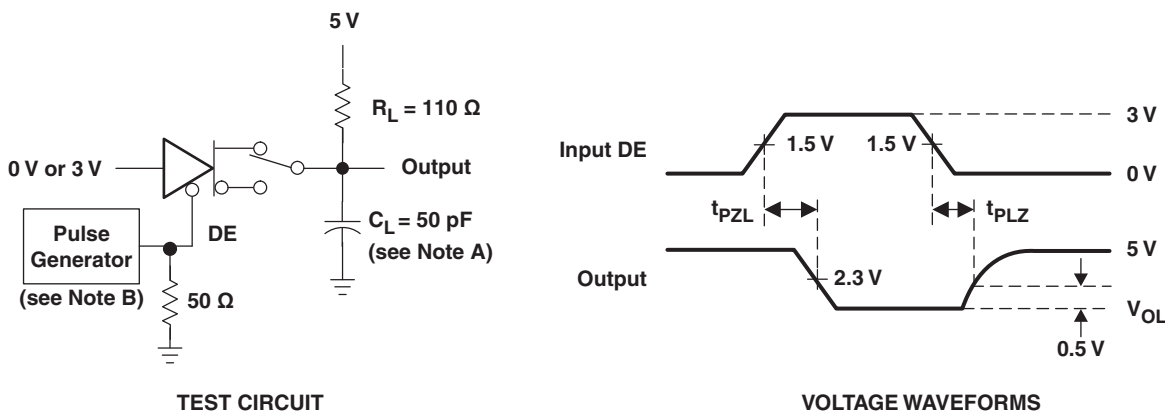 5 V
R_L = 110 Ω
0 V or 3 V
Output
Pulse
Generator
(see Note B)
DE
C_L = 50 pF
(see Note A)
50 Ω
TEST CIRCUIT
3 V
Input DE
1.5 V
1.5 V
0 V
t_PZL
t_PLZ
5 V
Output
2.3 V
V_OL
0.5 V
VOLTAGE WAVEFORMS